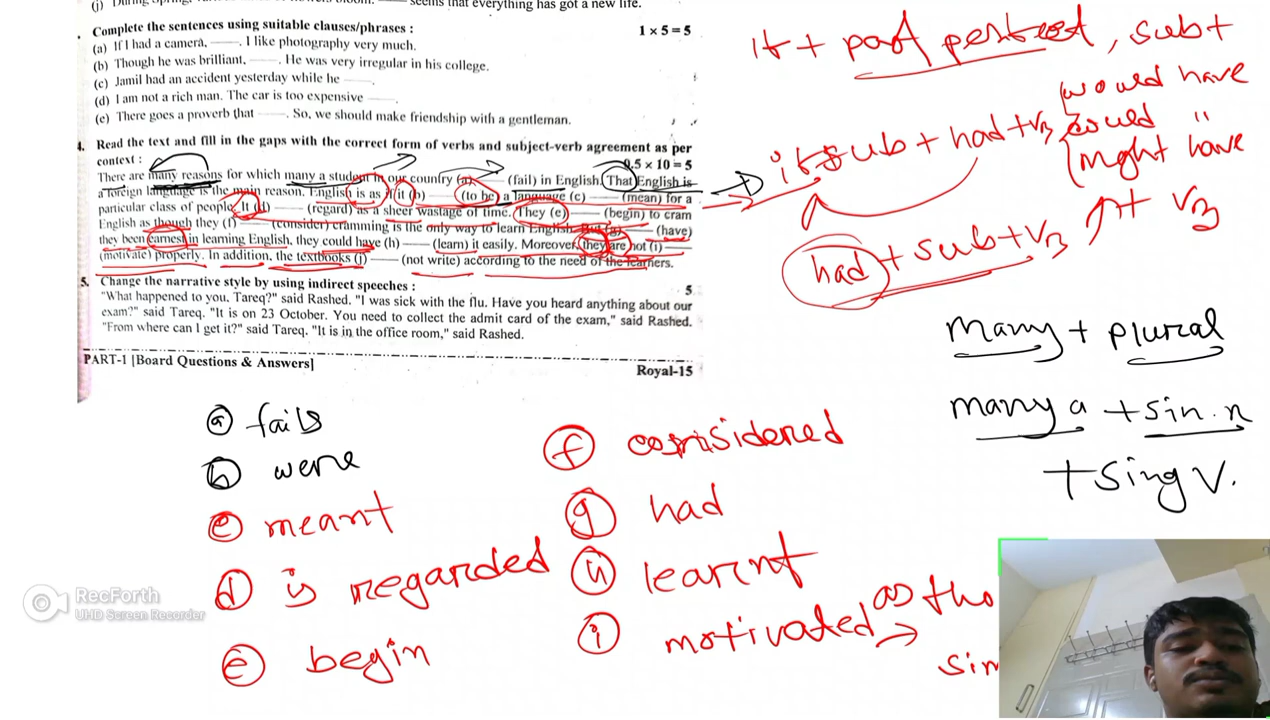 (j) During Spring, seems that everything has got a new life.
Complete the sentences using suitable clauses/phrases : 1 × 5 = 5
(a) If I had a camera, ——. I like photography very much.
(b) Though he was brilliant, ——. He was very irregular in his college.
(c) Jamil had an accident yesterday while he ——.
(d) I am not a rich man. The car is too expensive ——.
(e) There goes a proverb that ——. So, we should make friendship with a gentleman.
4. Read the text and fill in the gaps with the correct form of verbs and subject-verb agreement as per
context : 0.5 × 10 = 5
There are many reasons for which many a student in our country (a) —— (fail) in English. That English is
a foreign language is the main reason. English is as if it (b) —— (to be) a language (c) —— (mean) for a
particular class of people. It (d) —— (regard) as a sheer wastage of time. They (e) —— (begin) to cram
English as though they (f) —— (consider) cramming is the only way to learn English. But (g) —— (have)
they been earnest in learning English, they could have (h) —— (learn) it easily. Moreover, they are not (i) ——
(motivate) properly. In addition, the textbooks (j) —— (not write) according to the need of the learners.
5. Change the narrative style by using indirect speeches : 5
"What happened to you, Tareq?" said Rashed. "I was sick with the flu. Have you heard anything about our
exam?" said Tareq. "It is on 23 October. You need to collect the admit card of the exam," said Rashed.
"From where can I get it?" said Tareq. "It is in the office room," said Rashed.
PART-1 [Board Questions & Answers]
Royal-15
If + past perfect, sub +
would have
could "
might have
+ V3
if + sub + had + V3
had + sub + V3
many + plural
many a + sin. n
+ sing V.
(a) fails
(b) were
(c) meant
(d) is regarded
(e) begin
(f) considered
(g) had
(h) learnt
(i) motivated
as tho
sim
RecForth
UHD Screen Recorder